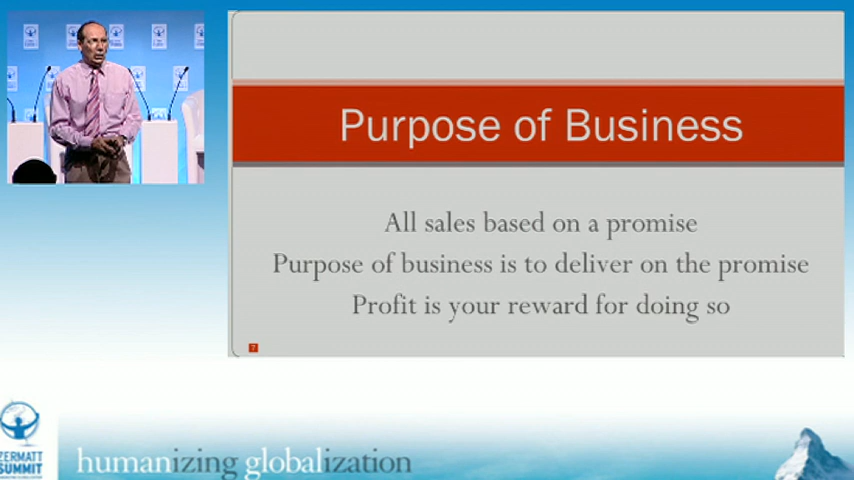 Purpose of Business
All sales based on a promise
Purpose of business is to deliver on the promise
Profit is your reward for doing so
7
ZERMATT
SUMMIT
humanizing globalization